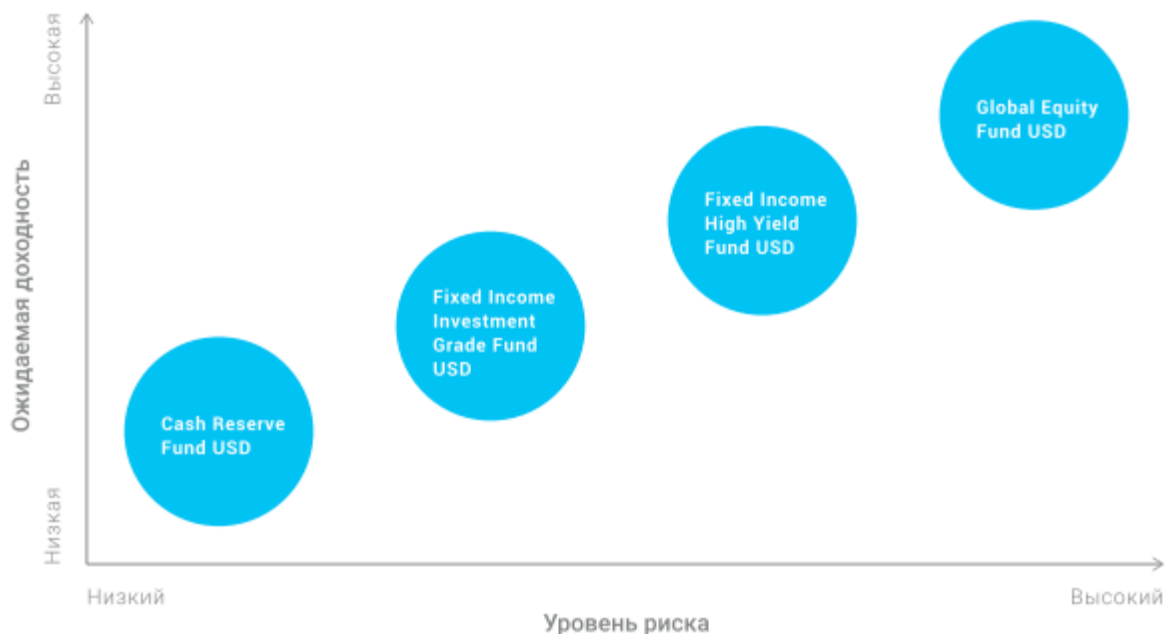 Высокая
Ожидаемая доходность
Низкая
Global Equity
Fund USD
Fixed Income
High Yield
Fund USD
Fixed Income
Investment
Grade Fund
USD
Cash Reserve
Fund USD
Низкий
Высокий
Уровень риска